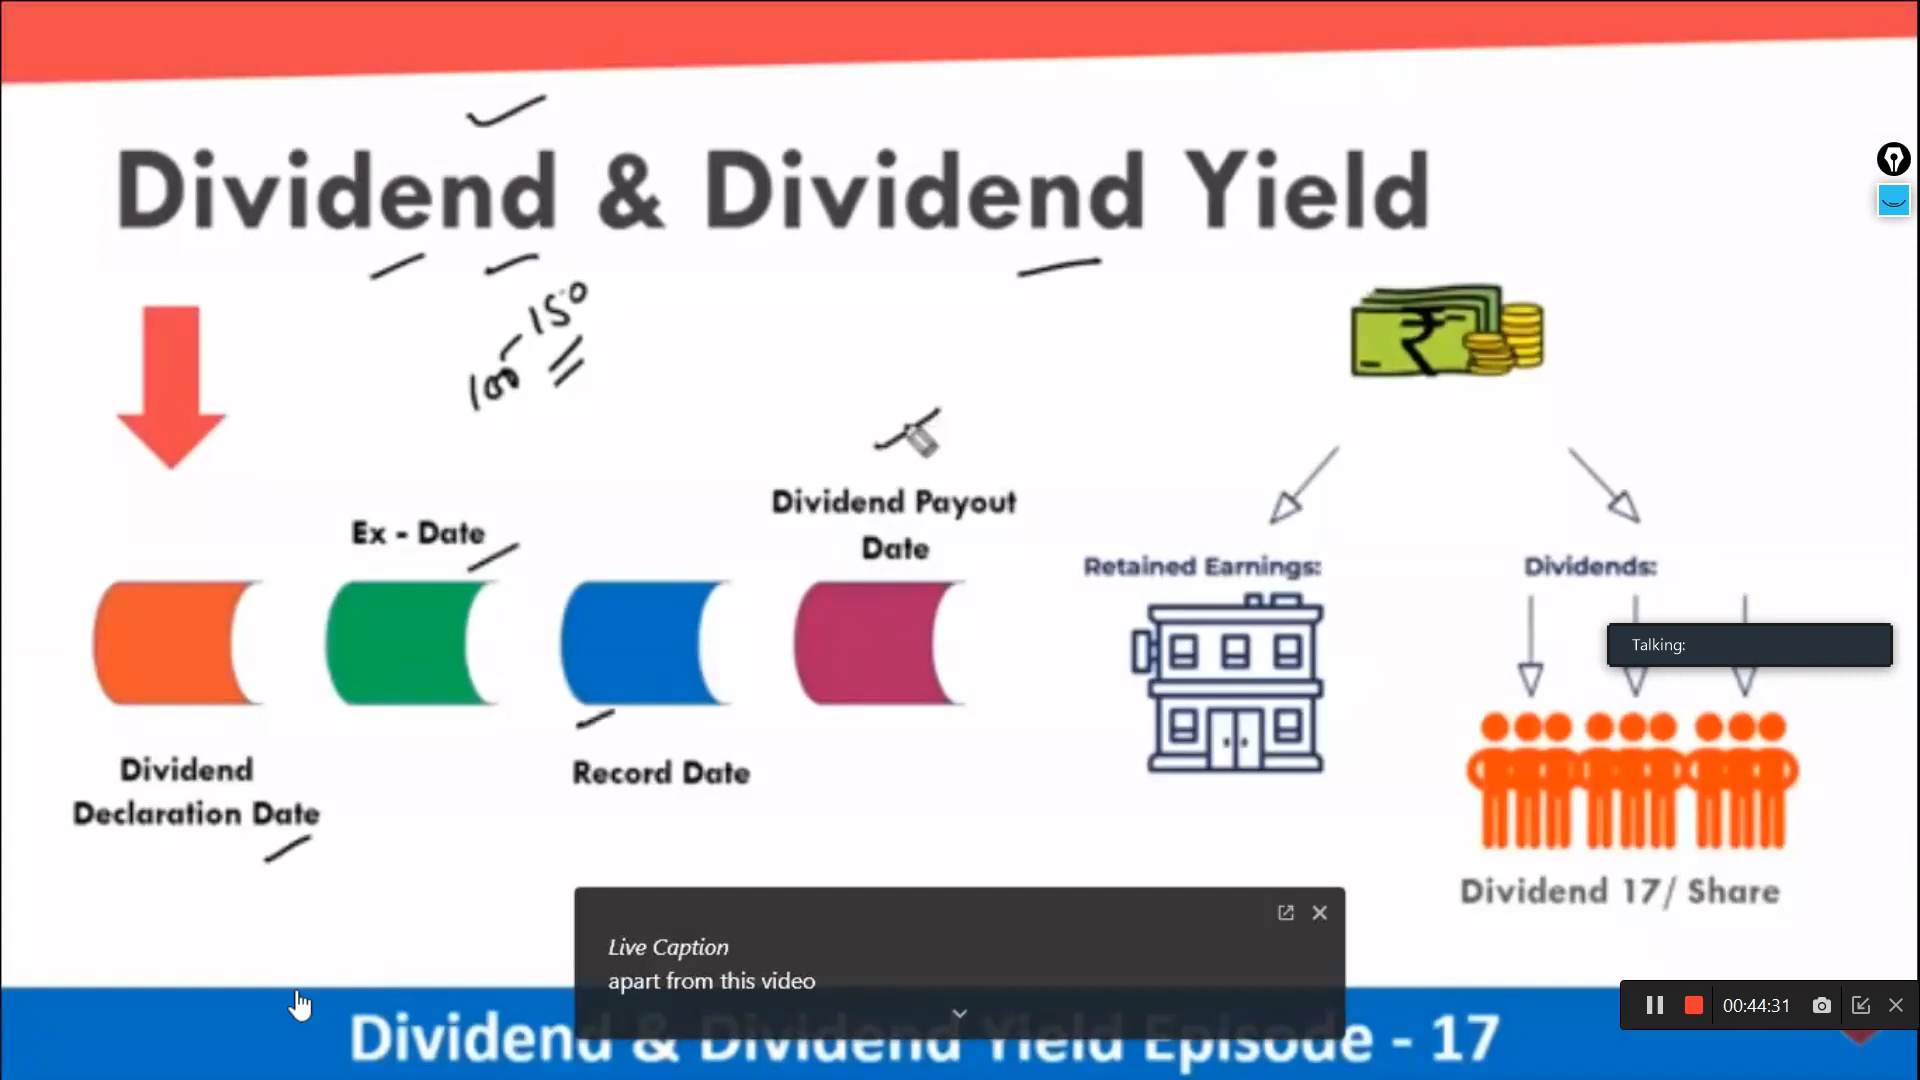 Dividend & Dividend Yield
100 - 150
₹
Ex - Date
Dividend Payout
Date
Retained Earnings:
Dividends:
Talking:
Dividend
Declaration Date
Record Date
Dividend 17/ Share
Live Caption
apart from this video
00:44:31
Dividend & Dividend Yield Episode - 17